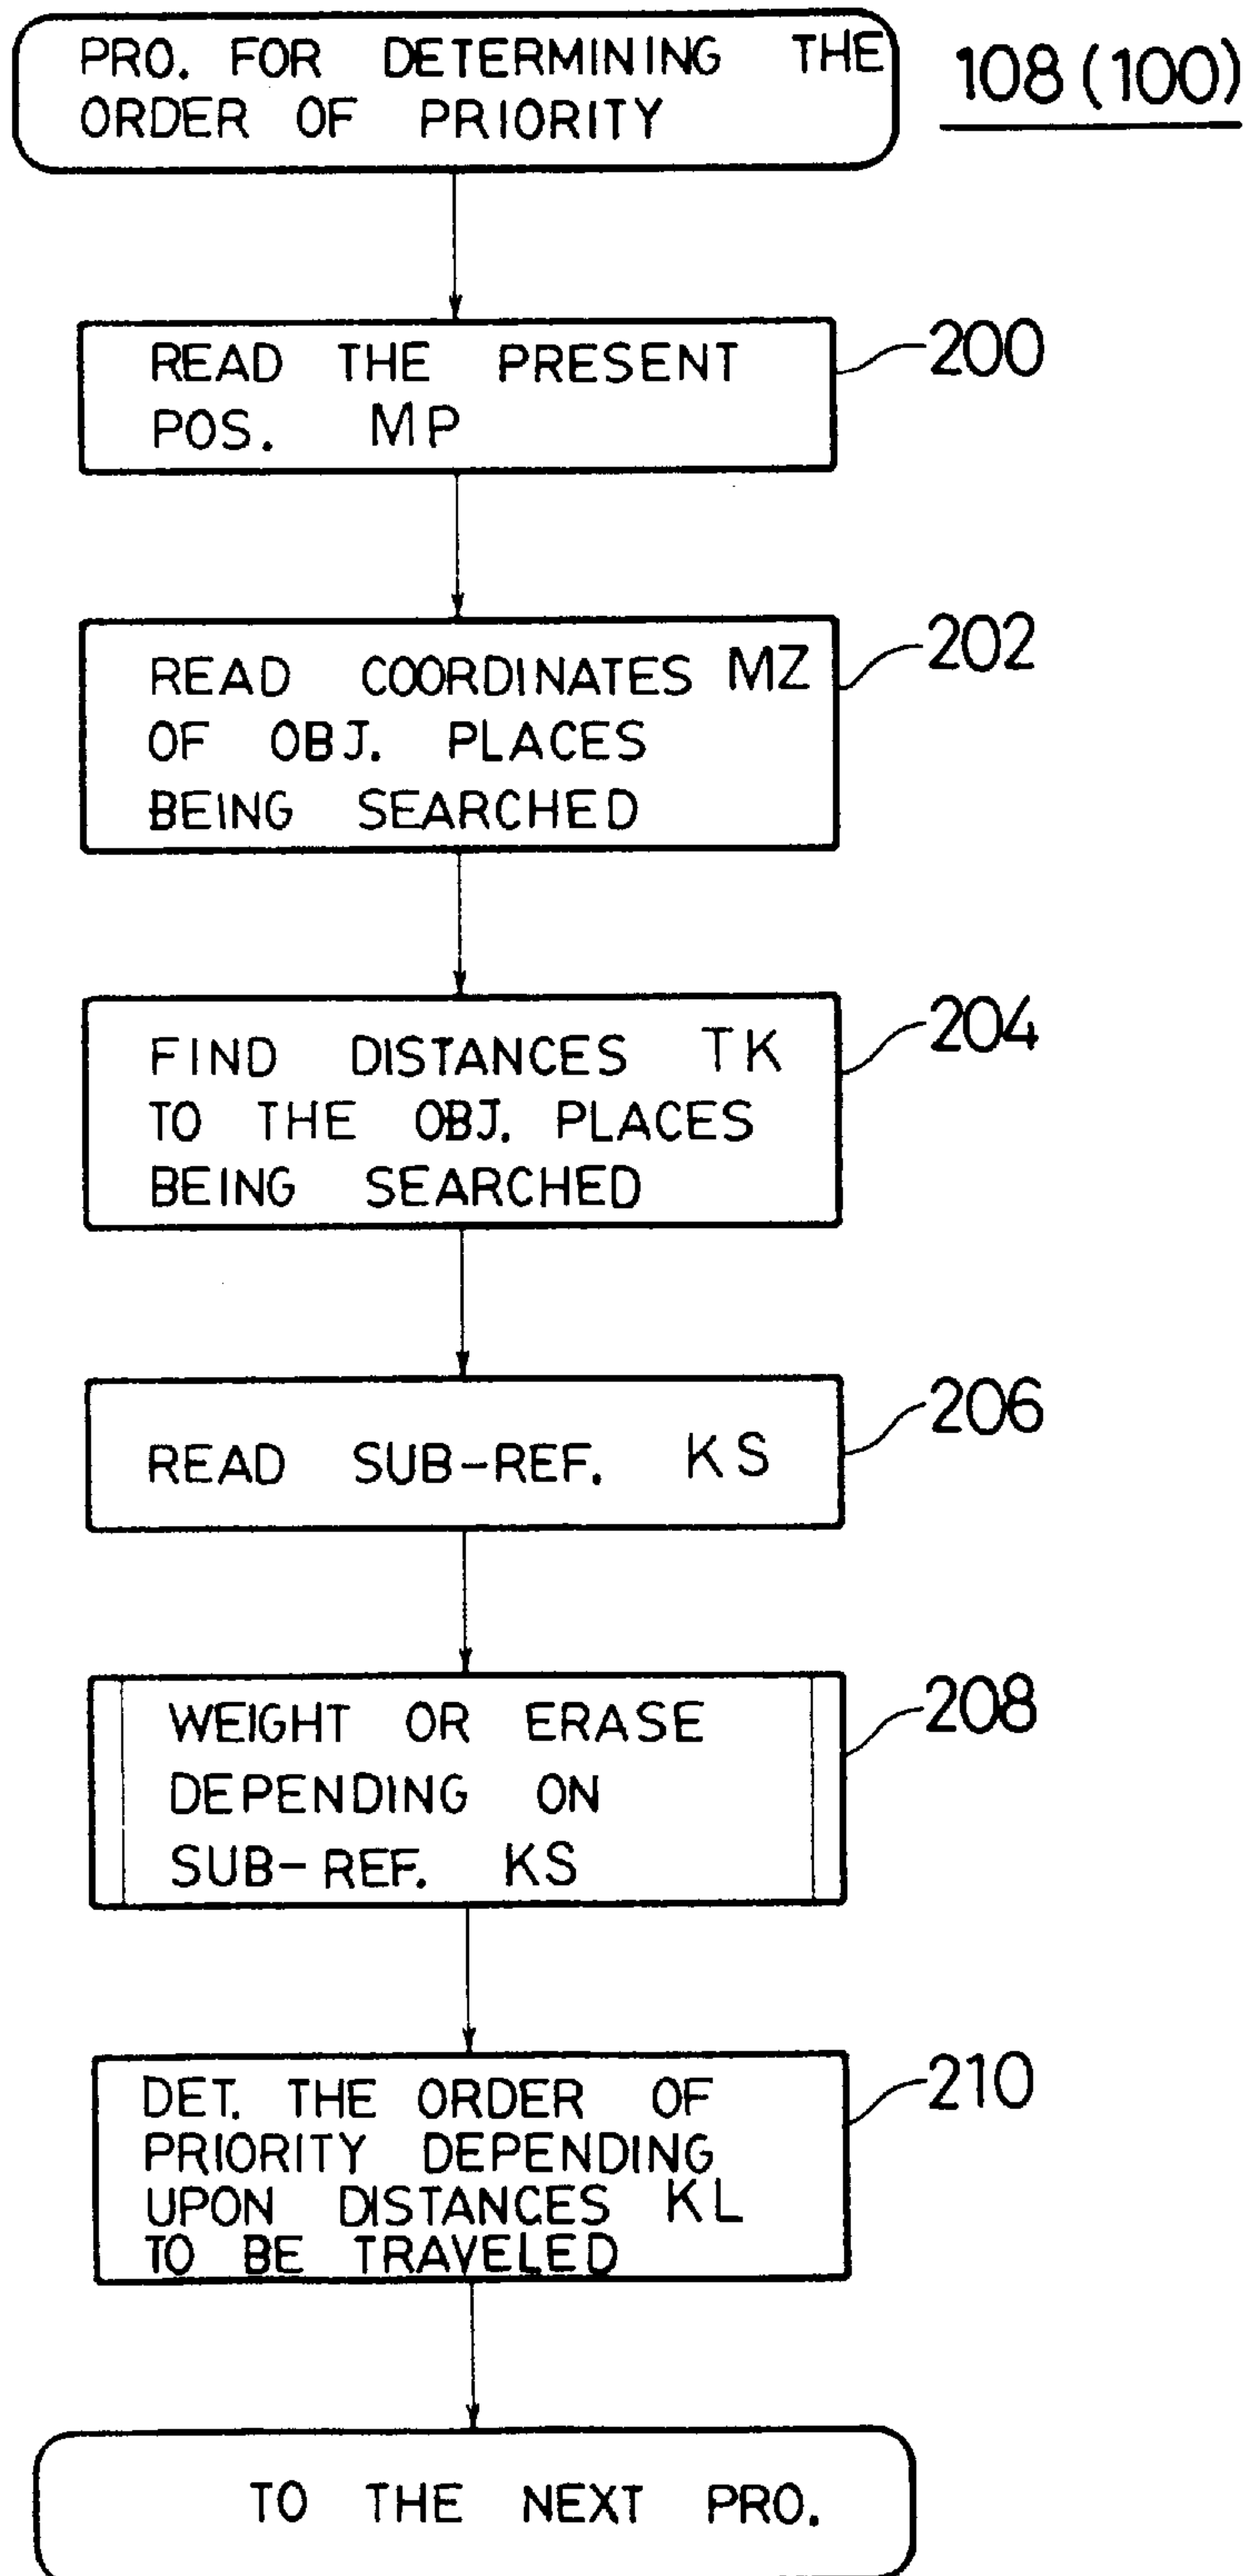 PRO. FOR DETERMINING THE
ORDER OF PRIORITY
108 (100)
READ THE PRESENT
POS. MP
200
READ COORDINATES MZ
OF OBJ. PLACES
BEING SEARCHED
202
FIND DISTANCES TK
TO THE OBJ. PLACES
BEING SEARCHED
204
READ SUB-REF. KS
206
WEIGHT OR ERASE
DEPENDING ON
SUB-REF. KS
208
DET. THE ORDER OF
PRIORITY DEPENDING
UPON DISTANCES KL
TO BE TRAVELED
210
TO THE NEXT PRO.